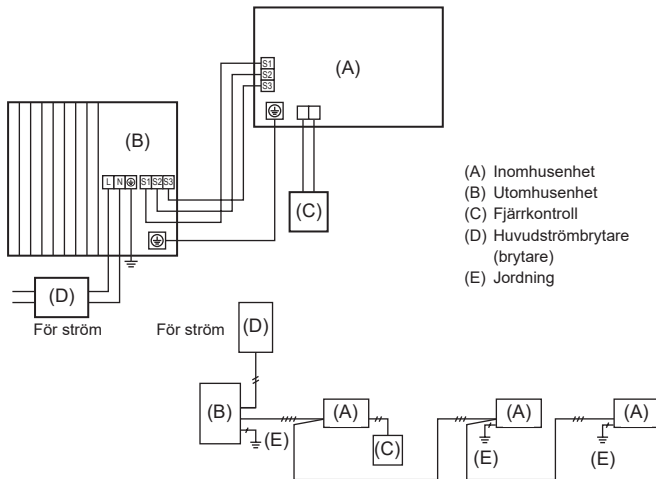 (A)
S1
S2
S3
(B)
L N S1 S2 S3
(C)
(D)
För ström
(A) Inomhusenhet
(B) Utomhusenhet
(C) Fjärrkontroll
(D) Huvudströmbrytare
(brytare)
(E) Jordning
För ström
(D)
(B)
(E)
(A)
(C)
(A)
(E)
(A)
(E)